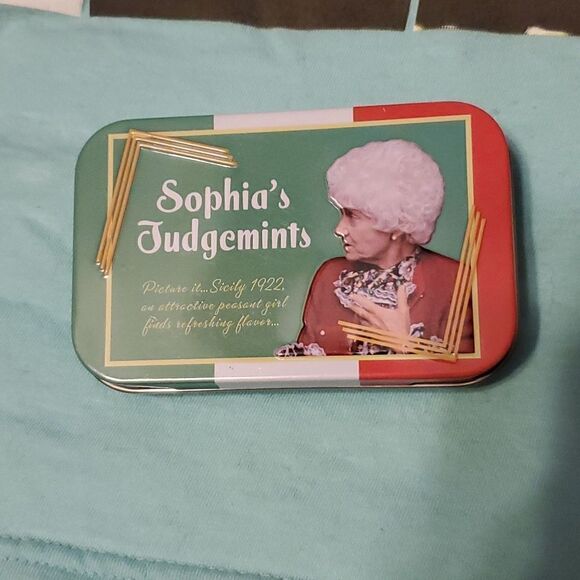 Sophia's
Judgemints
Picture it...Sicily 1922,
an attractive peasant girl
finds refreshing flavor...